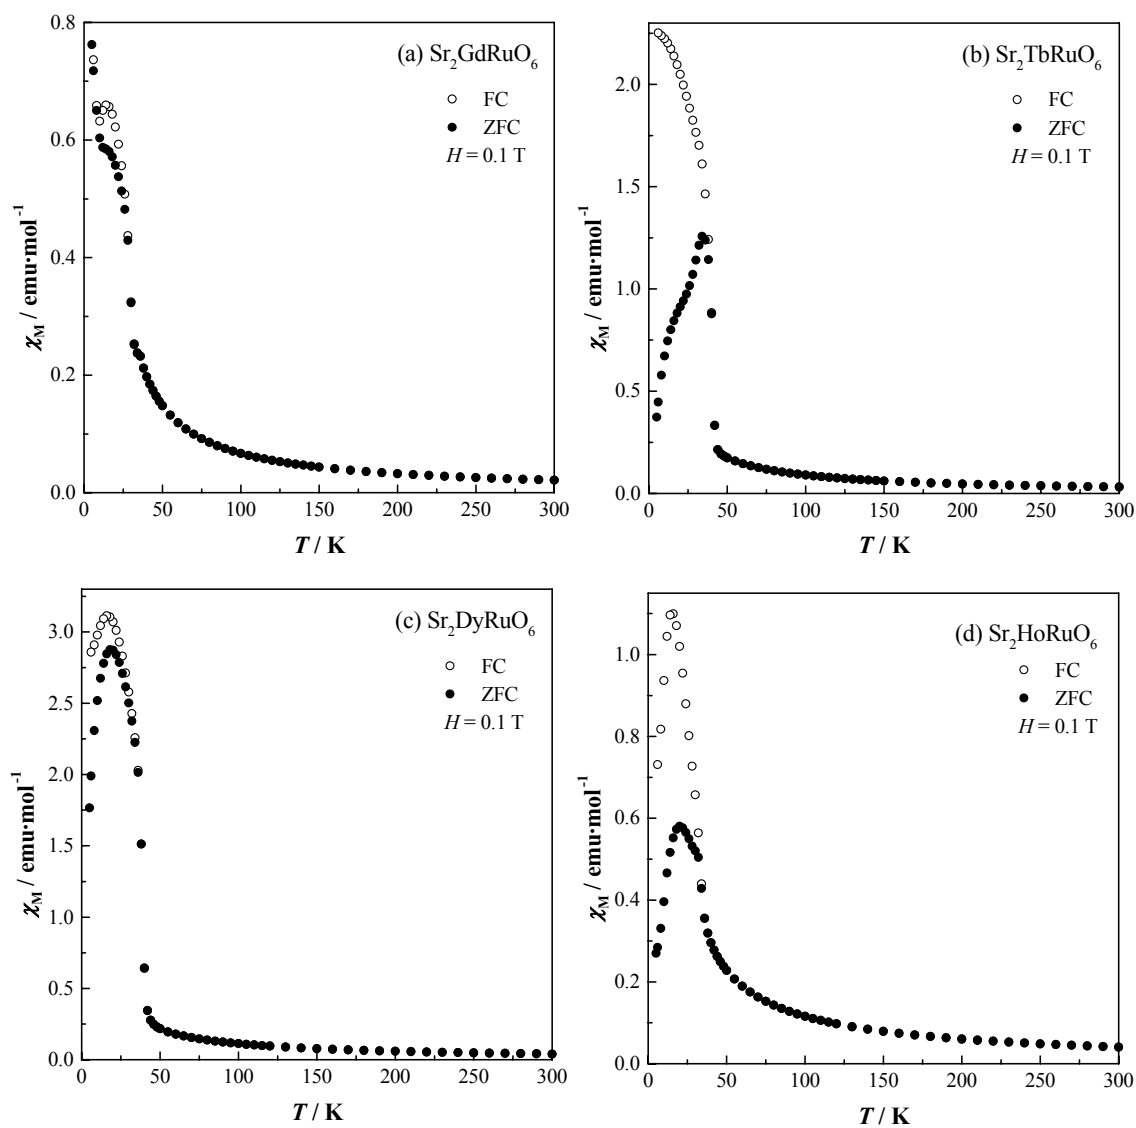 (a) Sr₂GdRuO₆
FC
ZFC
H = 0.1 T
0.8
0.6
0.4
0.2
0.0
χM / emu·mol⁻¹
0 50 100 150 200 250 300
T / K
(b) Sr₂TbRuO₆
FC
ZFC
H = 0.1 T
2.0
1.5
1.0
0.5
0.0
χM / emu·mol⁻¹
0 50 100 150 200 250 300
T / K
(c) Sr₂DyRuO₆
FC
ZFC
H = 0.1 T
3.0
2.5
2.0
1.5
1.0
0.5
0.0
χM / emu·mol⁻¹
0 50 100 150 200 250 300
T / K
(d) Sr₂HoRuO₆
FC
ZFC
H = 0.1 T
1.0
0.8
0.6
0.4
0.2
0.0
χM / emu·mol⁻¹
0 50 100 150 200 250 300
T / K